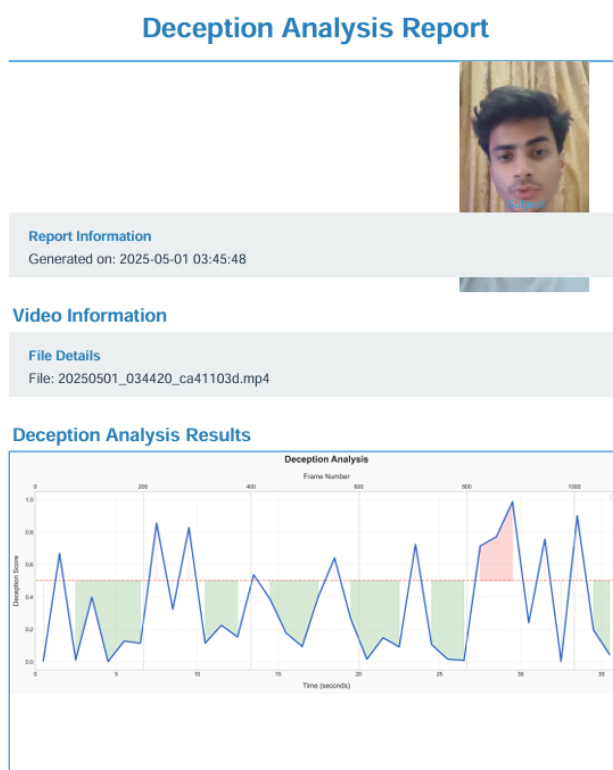 Deception Analysis Report
Subject
Report Information
Generated on: 2025-05-01 03:45:48
Video Information
File Details
File: 20250501_034420_ca41103d.mp4
Deception Analysis Results
Deception Analysis
Frame Number
0 200 400 600 800 1000
1.0
0.8
0.6
0.4
0.2
0.0
Deception Score
0 5 10 15 20 25 30 35
Time (seconds)